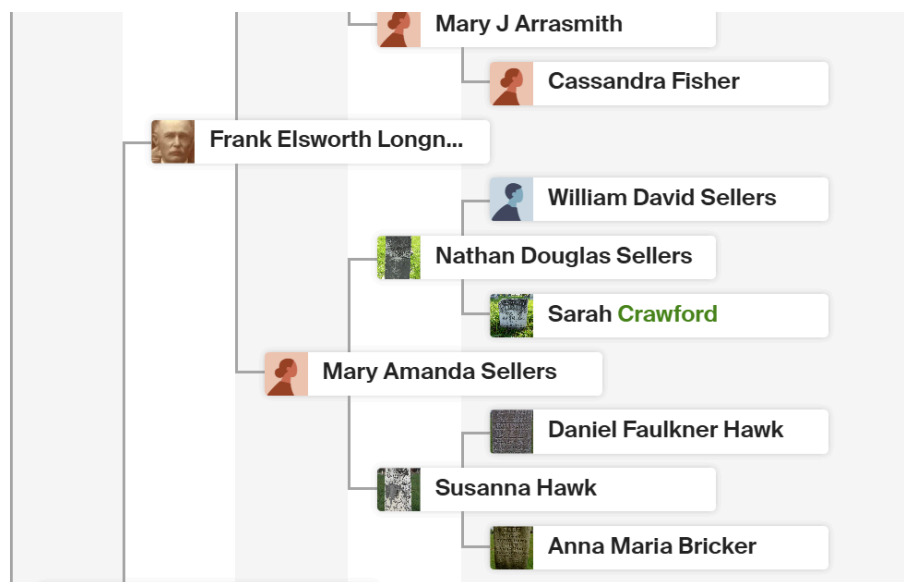 Mary J Arrasmith
Cassandra Fisher
Frank Elsworth Longn...
William David Sellers
Nathan Douglas Sellers
Sarah Crawford
Mary Amanda Sellers
Daniel Faulkner Hawk
Susanna Hawk
Anna Maria Bricker